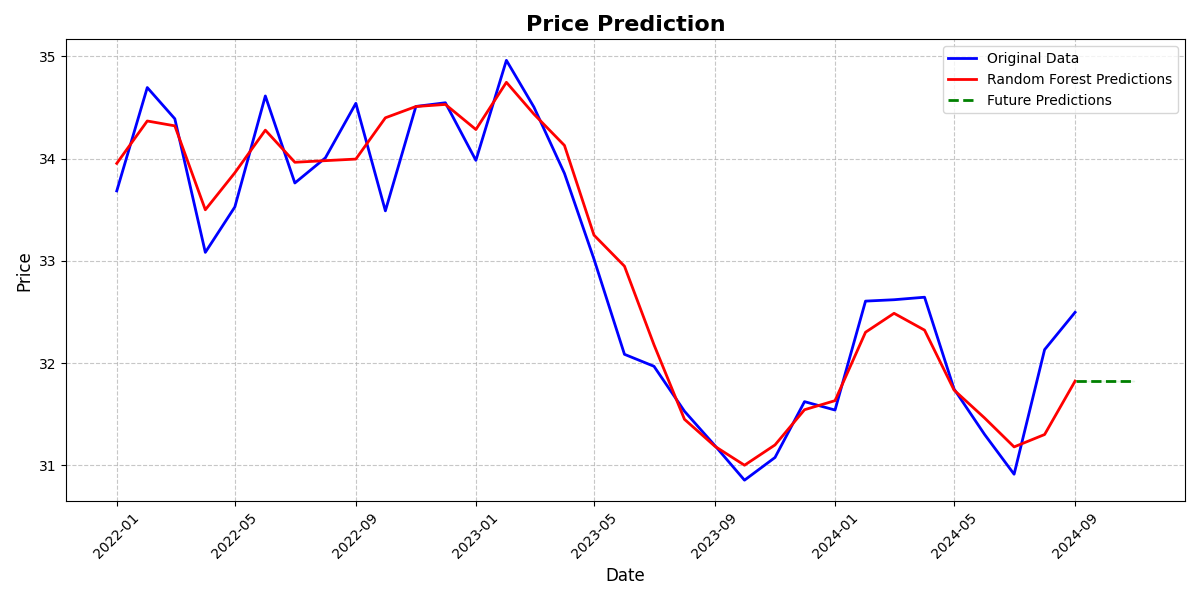 Price Prediction
Original Data
Random Forest Predictions
Future Predictions
Price
35
34
33
32
31
2022-01
2022-05
2022-09
2023-01
2023-05
2023-09
2024-01
2024-05
2024-09
Date